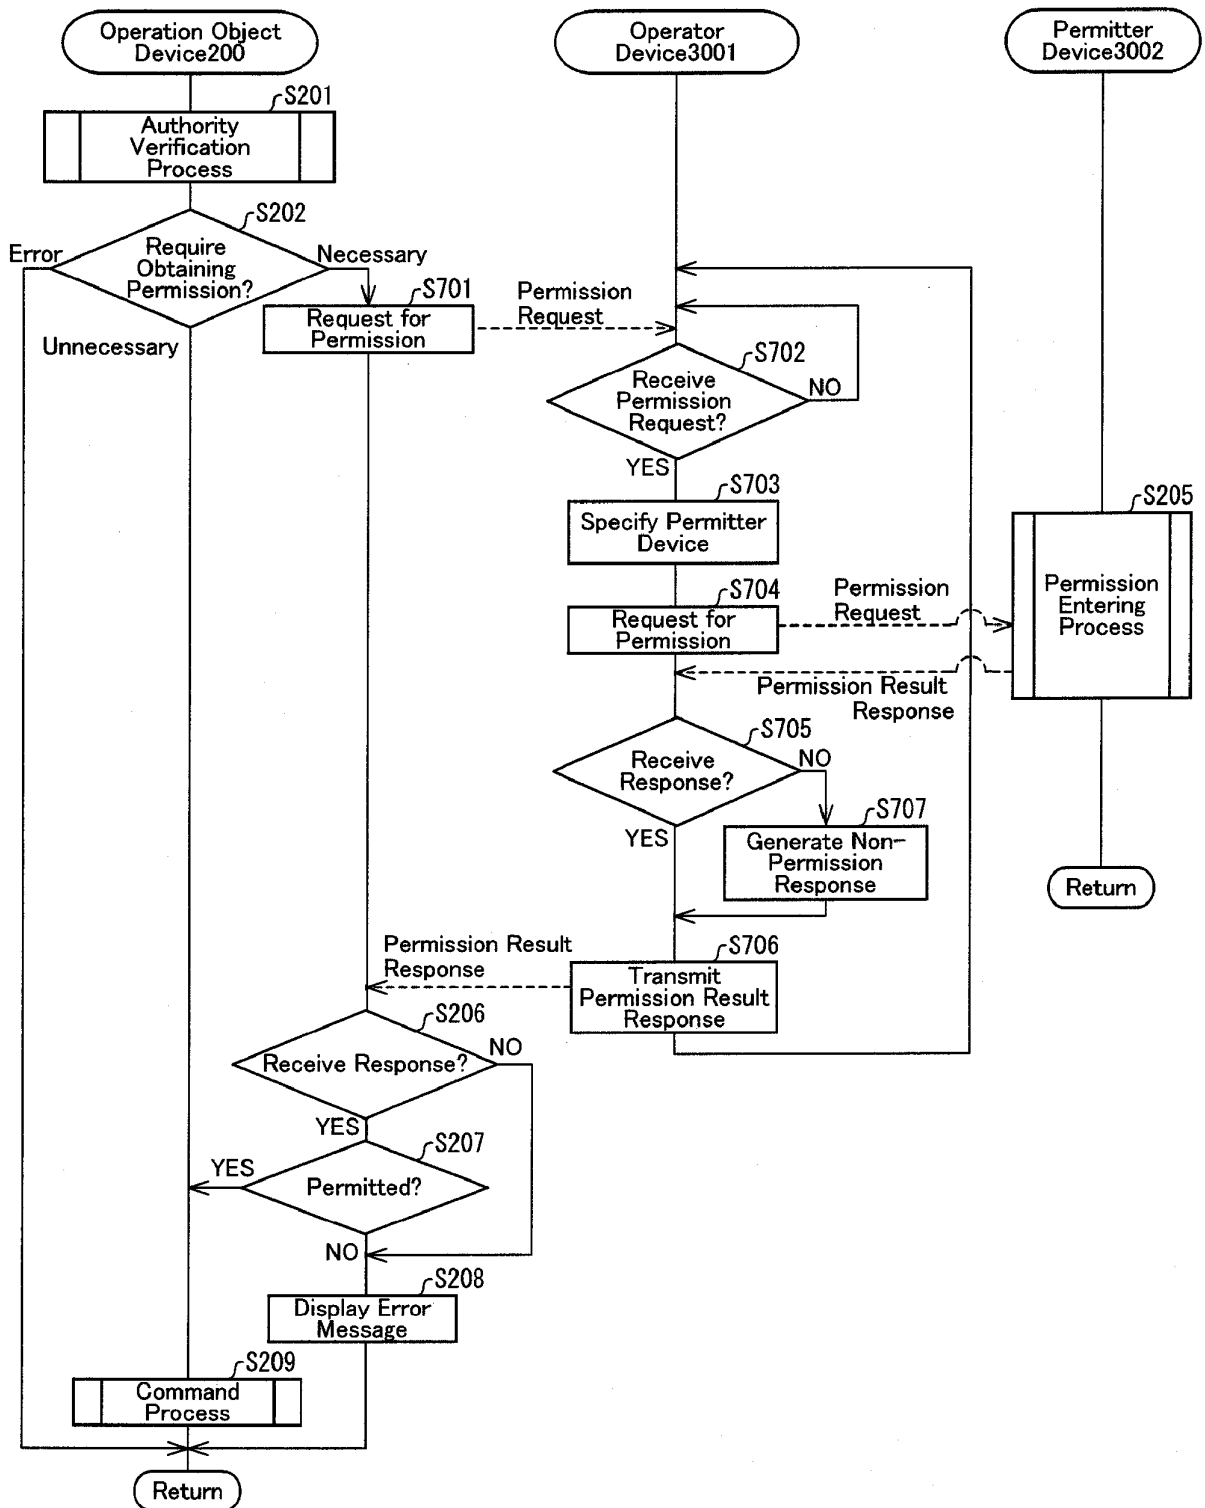 Operation Object
Device200
Operator
Device3001
Permitter
Device3002
S201
Authority
Verification
Process
S202
Error
Require
Obtaining
Permission?
Necessary
Unnecessary
S701
Request for
Permission
Permission
Request
S702
Receive
Permission
Request?
NO
YES
S703
Specify Permitter
Device
S704
Request for
Permission
Permission
Request
S205
Permission
Entering
Process
Permission Result
Response
S705
Receive
Response?
NO
YES
S707
Generate Non-
Permission
Response
Return
Permission Result
Response
S706
Transmit
Permission Result
Response
S206
Receive Response?
NO
YES
S207
YES
Permitted?
NO
S208
Display Error
Message
S209
Command
Process
Return